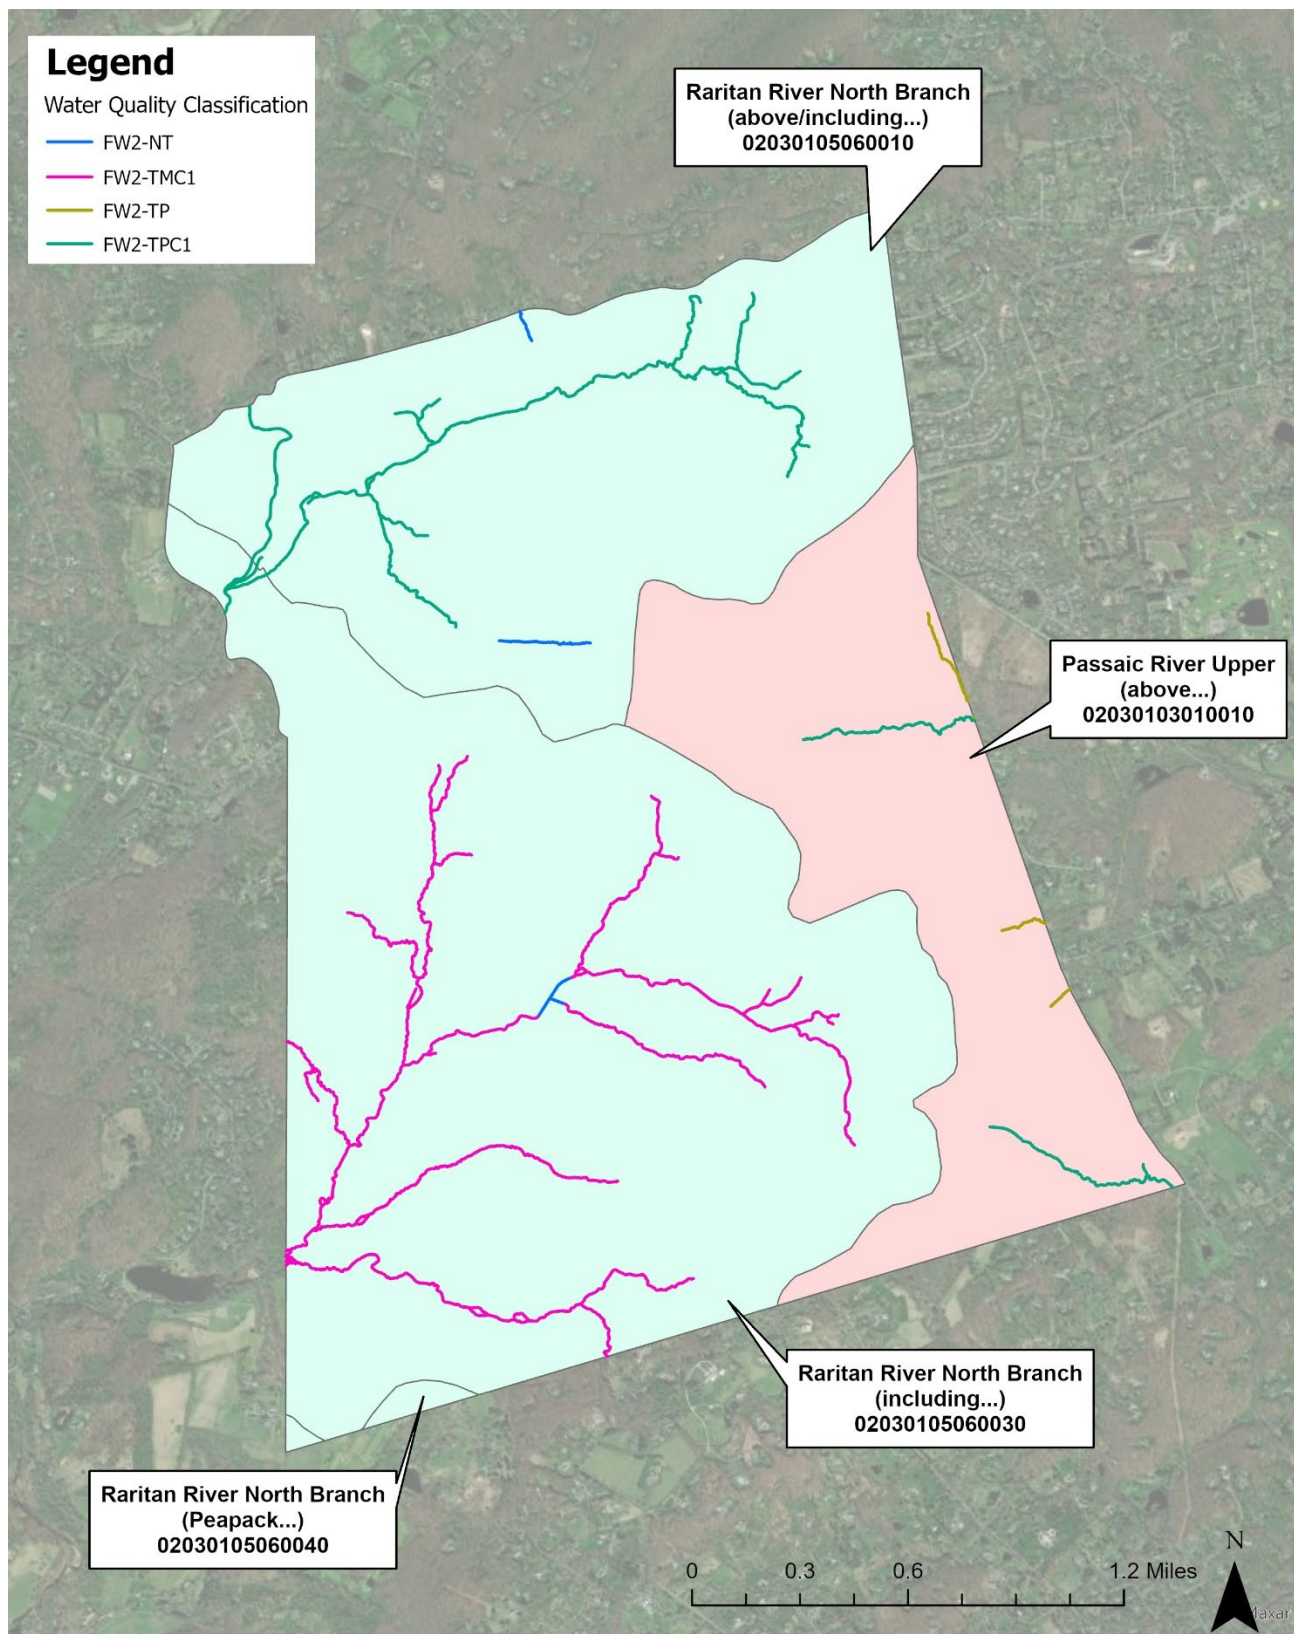 Legend
Water Quality Classification
FW2-NT
FW2-TMC1
FW2-TP
FW2-TPC1
Raritan River North Branch
(above/including...)
02030105060010
Passaic River Upper
(above...)
02030103010010
Raritan River North Branch
(including...)
02030105060030
Raritan River North Branch
(Peapack...)
02030105060040
0 0.3 0.6 1.2 Miles
N
Maxar